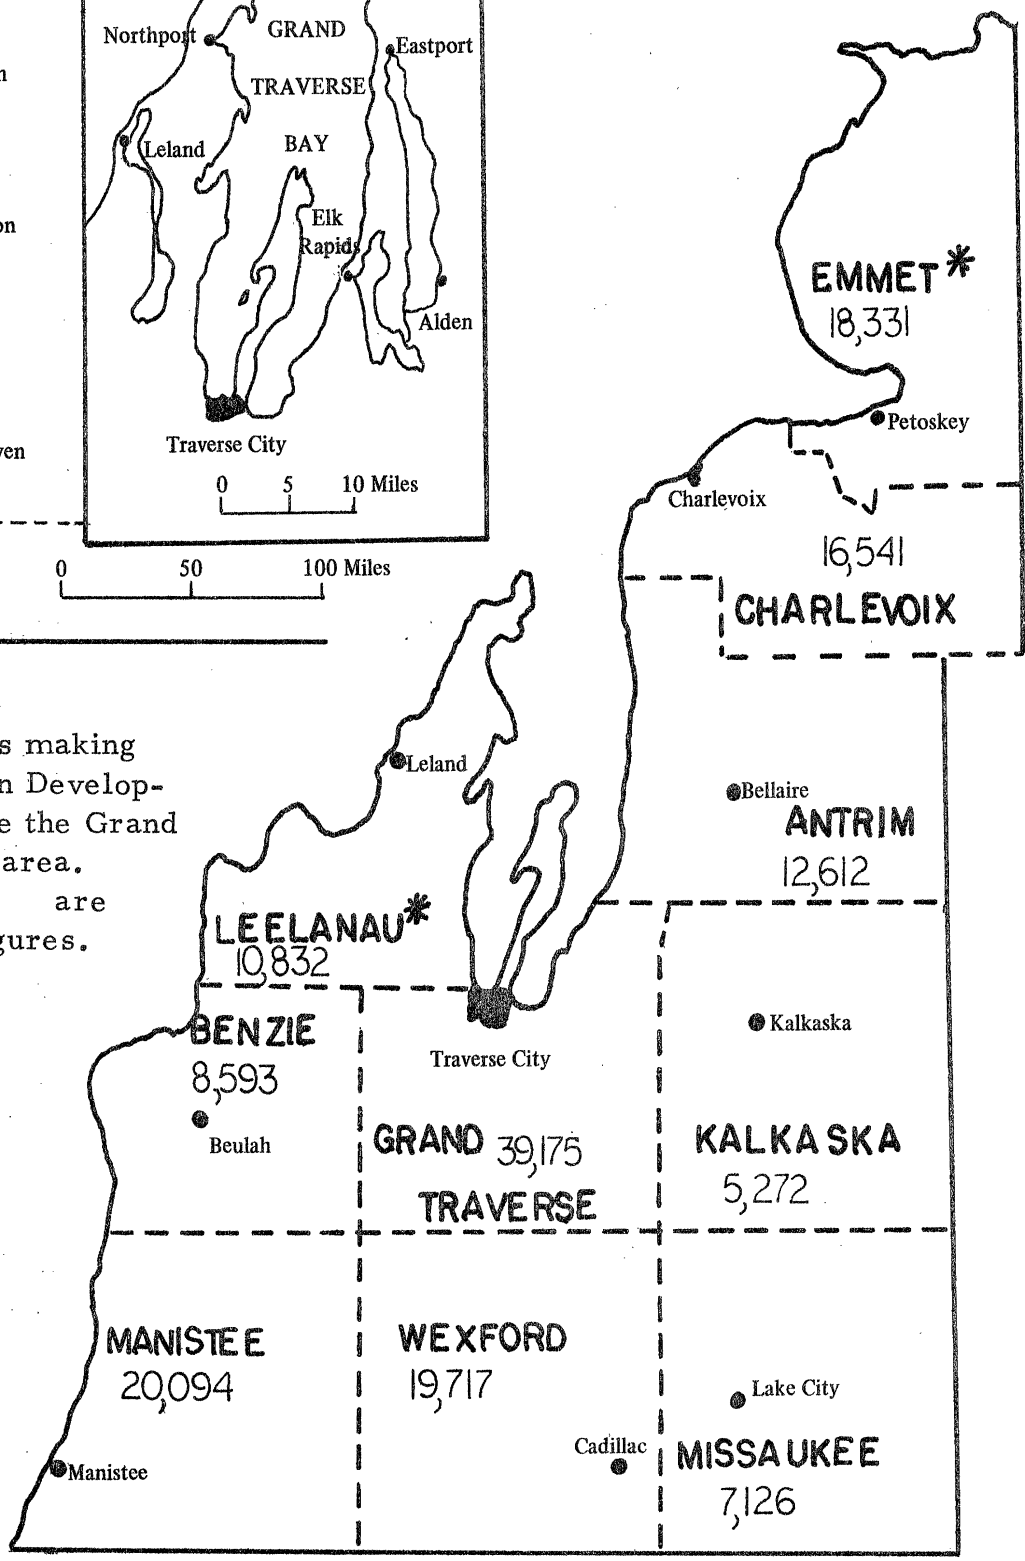 Northport
GRAND
Eastport
TRAVERSE
BAY
Leland
Elk
Rapids
Alden
Traverse City
0 5 10 Miles
0 50 100 Miles
s making
n Develop-
e the Grand
area.
are
gures.
EMMET*
18,331
Petoskey
Charlevoix
16,541
CHARLEVOIX
Leland
Bellaire
ANTRIM
12,612
LEELANAU*
10,832
BENZIE
8,593
Beulah
Traverse City
GRAND 39,175
TRAVERSE
Kalkaska
KALKASKA
5,272
MANISTEE
20,094
Manistee
WEXFORD
19,717
Cadillac
Lake City
MISSAUKEE
7,126